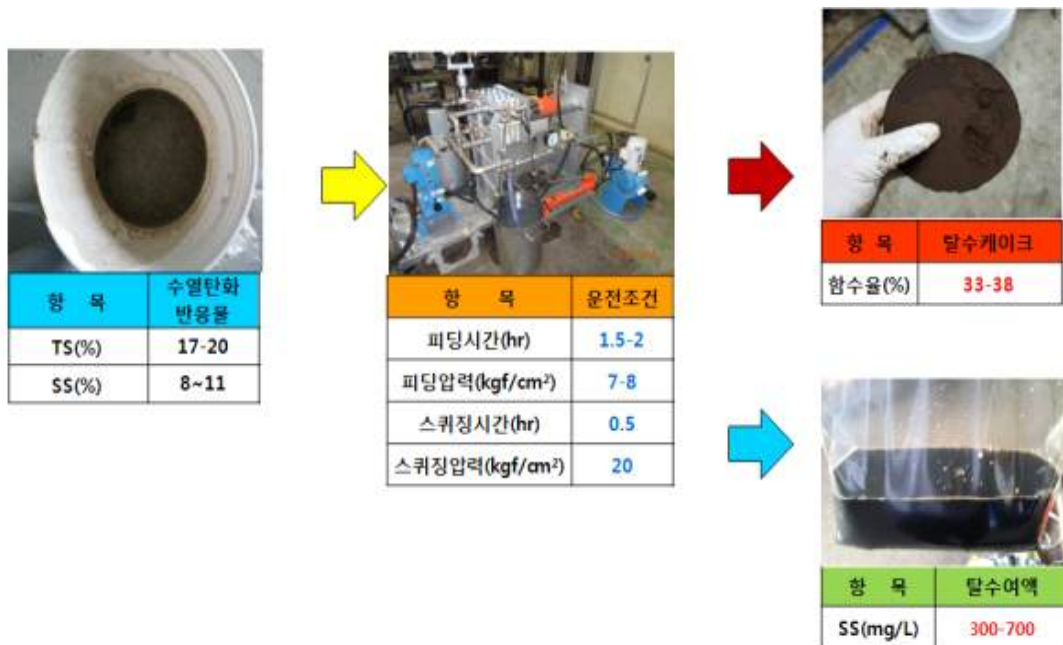 항 목 수열탄화 반응물
TS(%) 17-20
SS(%) 8~11
항 목 운전조건
피딩시간(hr) 1.5-2
피딩압력(kgf/cm²) 7-8
스퀴징시간(hr) 0.5
스퀴징압력(kgf/cm²) 20
항 목 탈수케이크
함수율(%) 33-38
항 목 탈수여액
SS(mg/L) 300-700